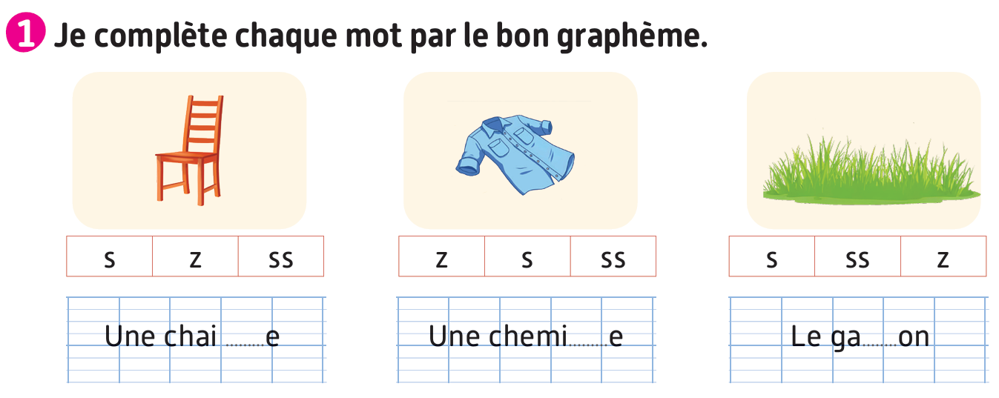 1 Je complète chaque mot par le bon graphème.
s z ss
z s ss
s ss z
Une chai ......... e
Une chemi.........e
Le ga........on